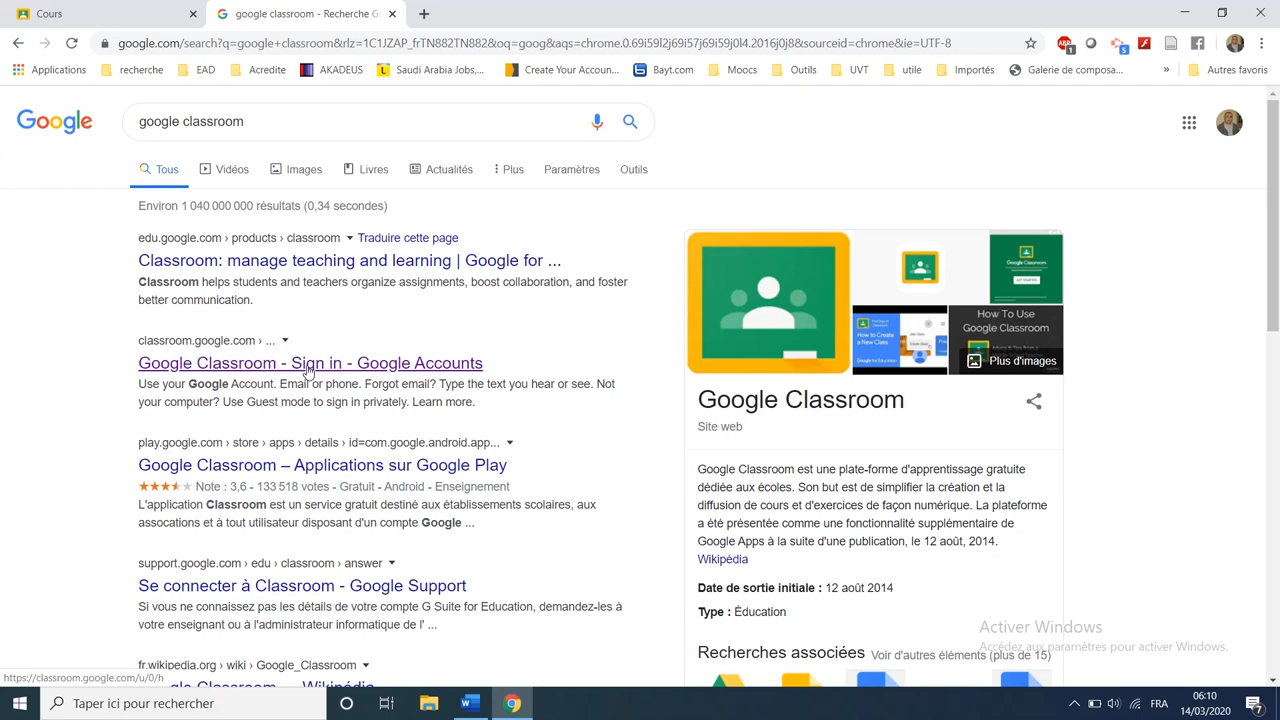 Cours
google classroom - Recherche G
google.com/search?q=google+classroom&rlz=1C1JZAP_frTN882TN882&oq=goog&aqs=chrome.0.69i59l2j69i57j69i59j0l4.2016j0j8&sourceid=chrome&ie=UTF-8
Applications recherche EAD Acredite AKADEUS Saudi Arabia Jobs,... Create Your Accoun... Bayt.com Moocs Outils UVT utile Importés Galerie de composa... » Autres favoris
Google
google classroom
Tous Vidéos Images Livres Actualités Plus Paramètres Outils
Environ 1 040 000 000 résultats (0,34 secondes)
edu.google.com › products › classroom Traduire cette page
Classroom: manage teaching and learning | Google for ...
Classroom helps students and teachers organize assignments, boost collaboration, and foster
better communication.
classroom.google.com › ...
Google Classroom - Sign in - Google Accounts
Use your Google Account. Email or phone. Forgot email? Type the text you hear or see. Not
your computer? Use Guest mode to sign in privately. Learn more.
play.google.com › store › apps › details › id=com.google.android.app...
Google Classroom – Applications sur Google Play
Note : 3,6 - 133 518 votes - Gratuit - Android - Enseignement
L'application Classroom est un service gratuit destiné aux établissements scolaires, aux
assocations et à tout utilisateur disposant d'un compte Google ...
support.google.com › edu › classroom › answer
Se connecter à Classroom - Google Support
Si vous ne connaissez pas les détails de votre compte G Suite for Education, demandez-les à
votre enseignant ou à l'administrateur informatique de l' ...
fr.wikipedia.org › wiki › Google_Classroom
Google Classroom — Wikipédia
https://classroom.google.com/u/0/h
Google Classroom
How to Create a New Class
Google for Education
How To Use
Google Classroom
Plus d'images
Google Classroom
Site web
Google Classroom est une plate-forme d'apprentissage gratuite
dédiée aux écoles. Son but est de simplifier la création et la
diffusion de cours et d'exercices de façon numérique. La plateforme
a été présentée comme une fonctionnalité supplémentaire de
Google Apps à la suite d'une publication, le 12 août, 2014.
Wikipédia
Date de sortie initiale : 12 août 2014
Type : Éducation
Recherches associées Voir d'autres éléments (plus de 15)
Activer Windows
Accédez aux paramètres pour activer Windows.
Taper ici pour rechercher
FRA
06:10
14/03/2020
7